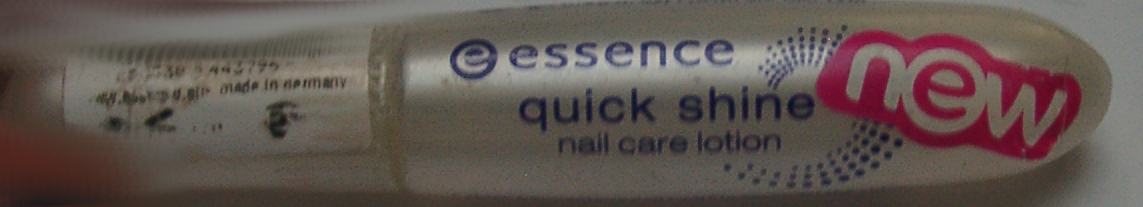 essence
quick shine
nail care lotion
new
made in germany